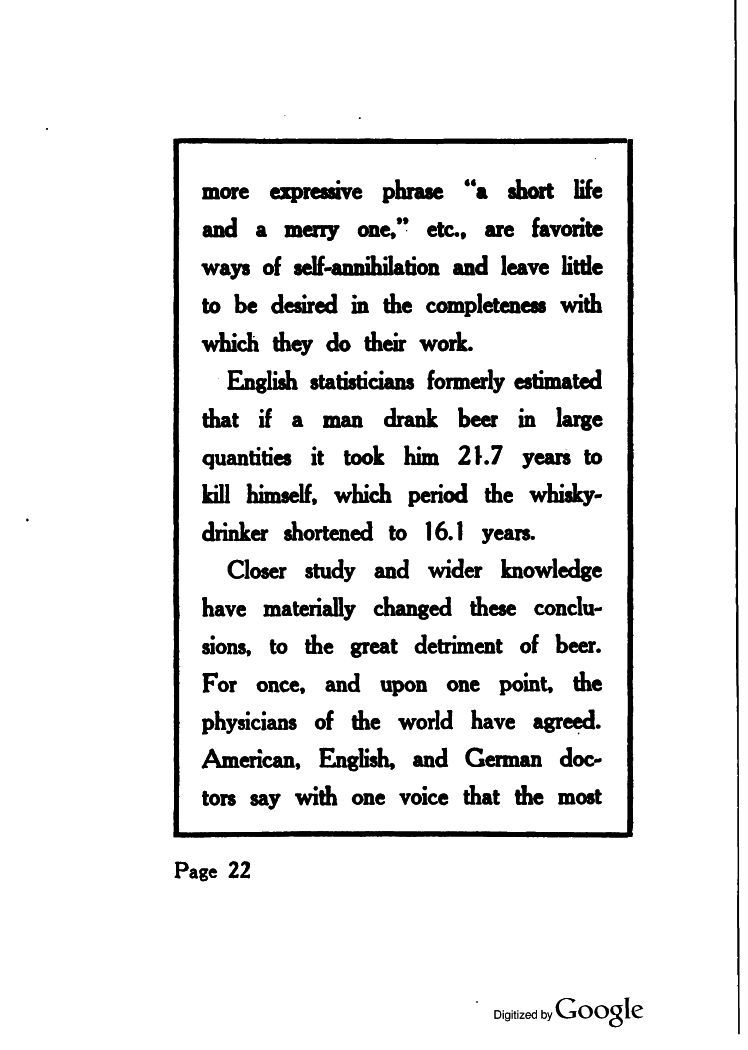 more expressive phrase “a short life
and a merry one,” etc., are favorite
ways of self-annihilation and leave little
to be desired in the completeness with
which they do their work.
English statisticians formerly estimated
that if a man drank beer in large
quantities it took him 21.7 years to
kill himself, which period the whisky-
drinker shortened to 16.1 years.
Closer study and wider knowledge
have materially changed these conclu-
sions, to the great detriment of beer.
For once, and upon one point, the
physicians of the world have agreed.
American, English, and German doc-
tors say with one voice that the most
Page 22
Digitized by Google